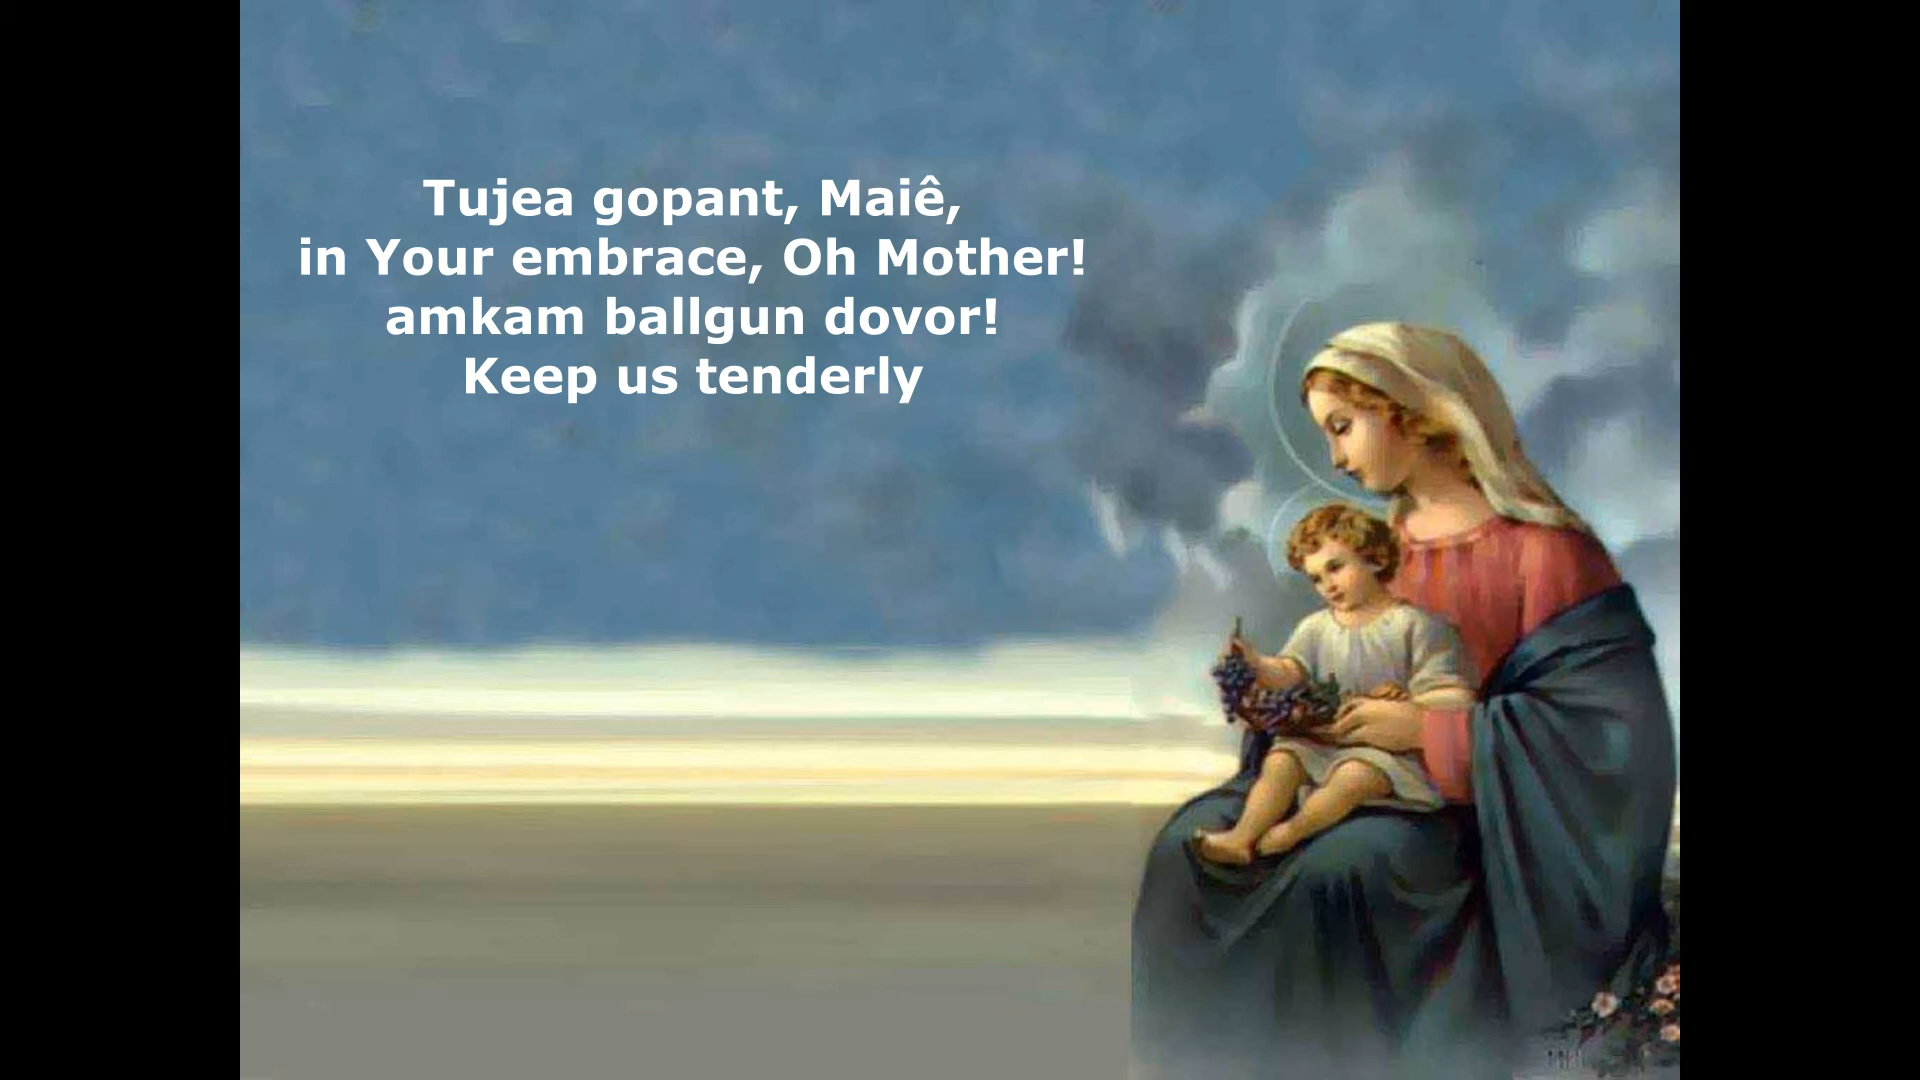 Tujea gopant, Maiê,
in Your embrace, Oh Mother!
amkam ballgun dovor!
Keep us tenderly